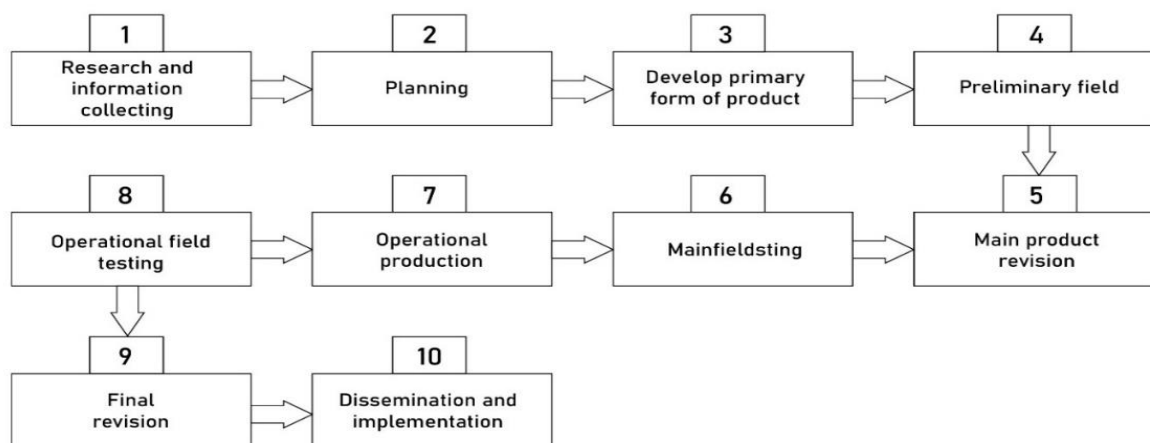 1
Research and
information
collecting
2
Planning
3
Develop primary
form of product
4
Preliminary field
8
Operational field
testing
7
Operational
production
6
Mainfieldsting
5
Main product
revision
9
Final
revision
10
Dissemination and
implementation